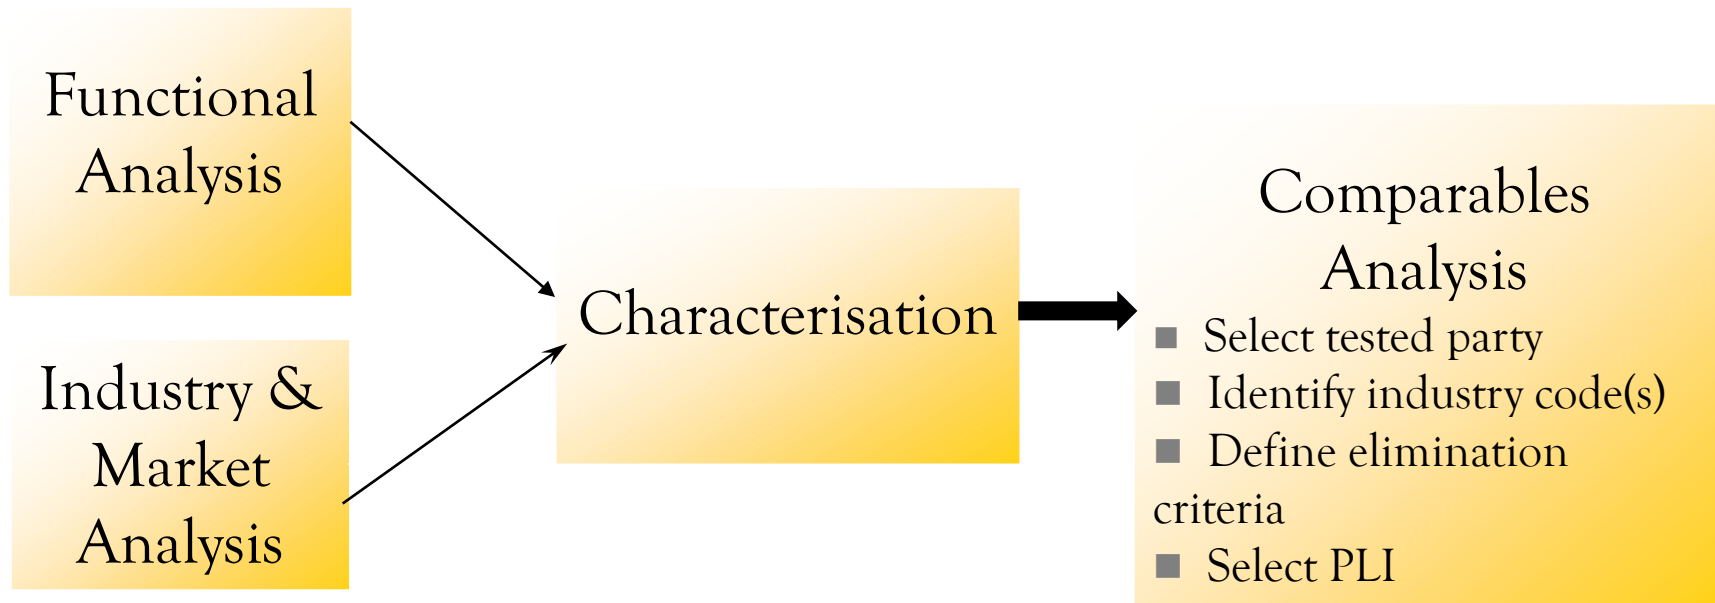 Functional
Analysis
Industry &
Market
Analysis
Characterisation
Comparables
Analysis
■ Select tested party
■ Identify industry code(s)
■ Define elimination
criteria
■ Select PLI